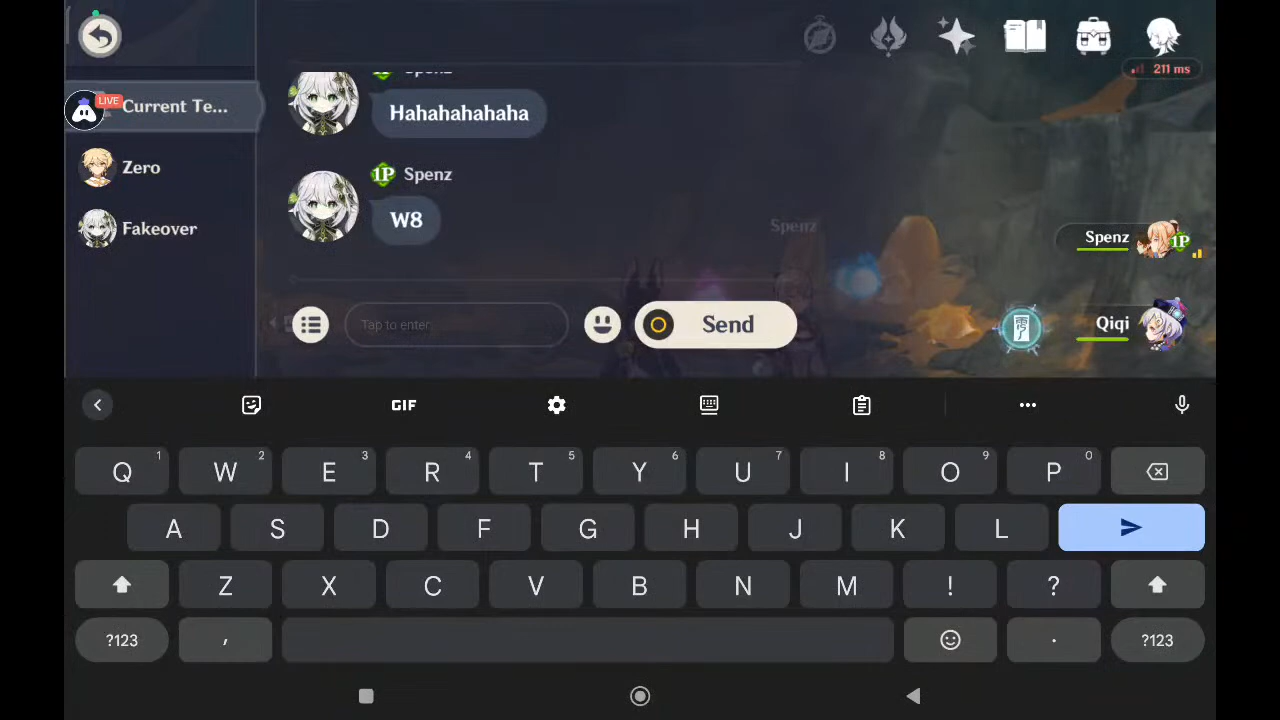 211 ms
LIVE
Current Te...
Spenz
Hahahahahaha
Zero
1P Spenz
W8
Fakeover
Spenz
Spenz 1P
Tap to enter
Send
Qiqi
GIF
Q 1 W 2 E 3 R 4 T 5 Y 6 U 7 I 8 O 9 P 0
A S D F G H J K L
Z X C V B N M ! ?
?123 , . ?123